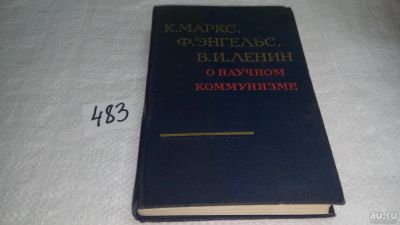 К. МАРКС,
Ф. ЭНГЕЛЬС,
В. И. ЛЕНИН
О НАУЧНОМ
КОММУНИЗМЕ
483
au.ru